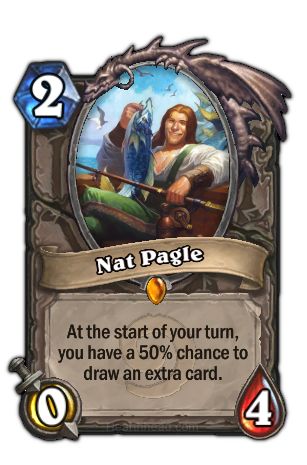 2
Nat Pagle
At the start of your turn,
you have a 50% chance to
draw an extra card.
0
4